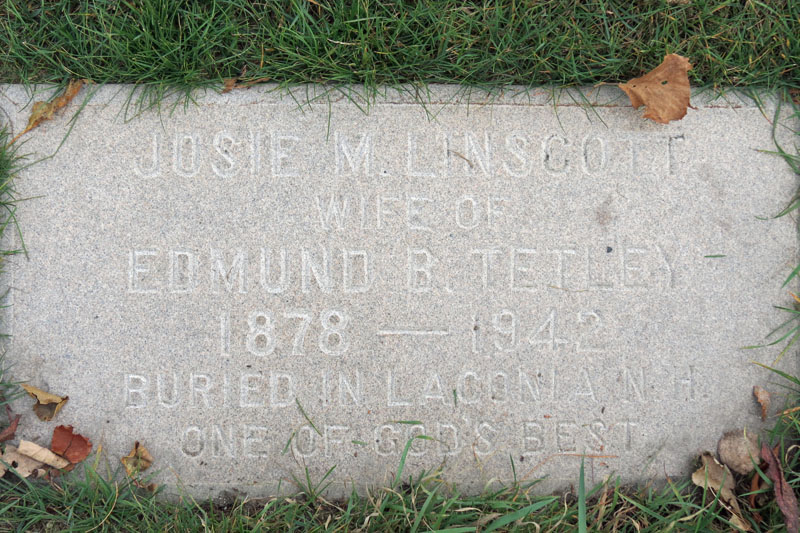 JOSIE M. LINSCOTT
WIFE OF
EDMUND B. TETLEY
1878 — 1942
BURIED IN LACONIA N.H.
ONE OF GOD'S BEST